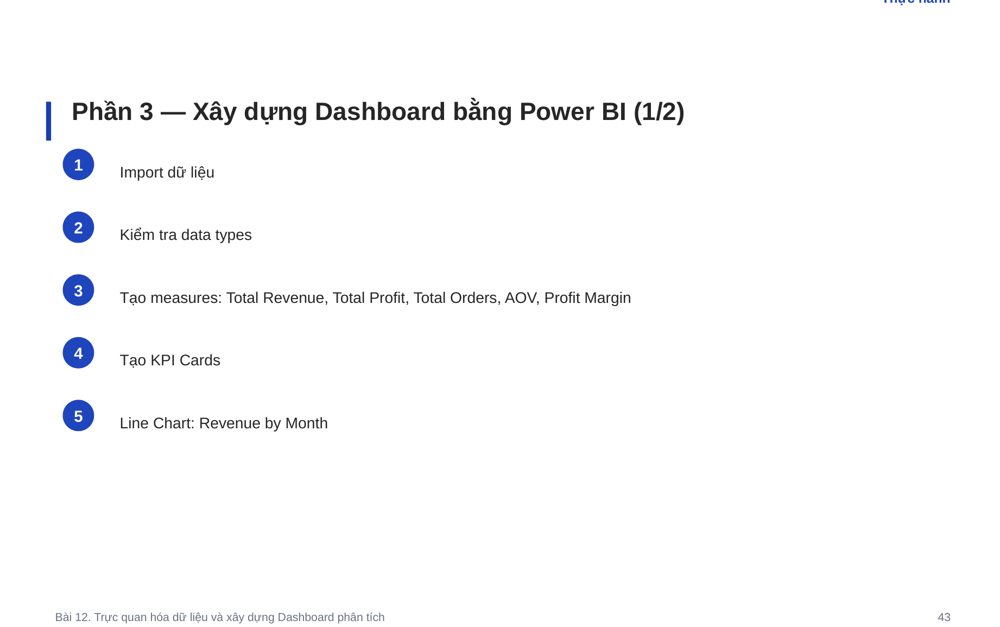 Thực hành
Phần 3 — Xây dựng Dashboard bằng Power BI (1/2)
1
Import dữ liệu
2
Kiểm tra data types
3
Tạo measures: Total Revenue, Total Profit, Total Orders, AOV, Profit Margin
4
Tạo KPI Cards
5
Line Chart: Revenue by Month
Bài 12. Trực quan hóa dữ liệu và xây dựng Dashboard phân tích
43